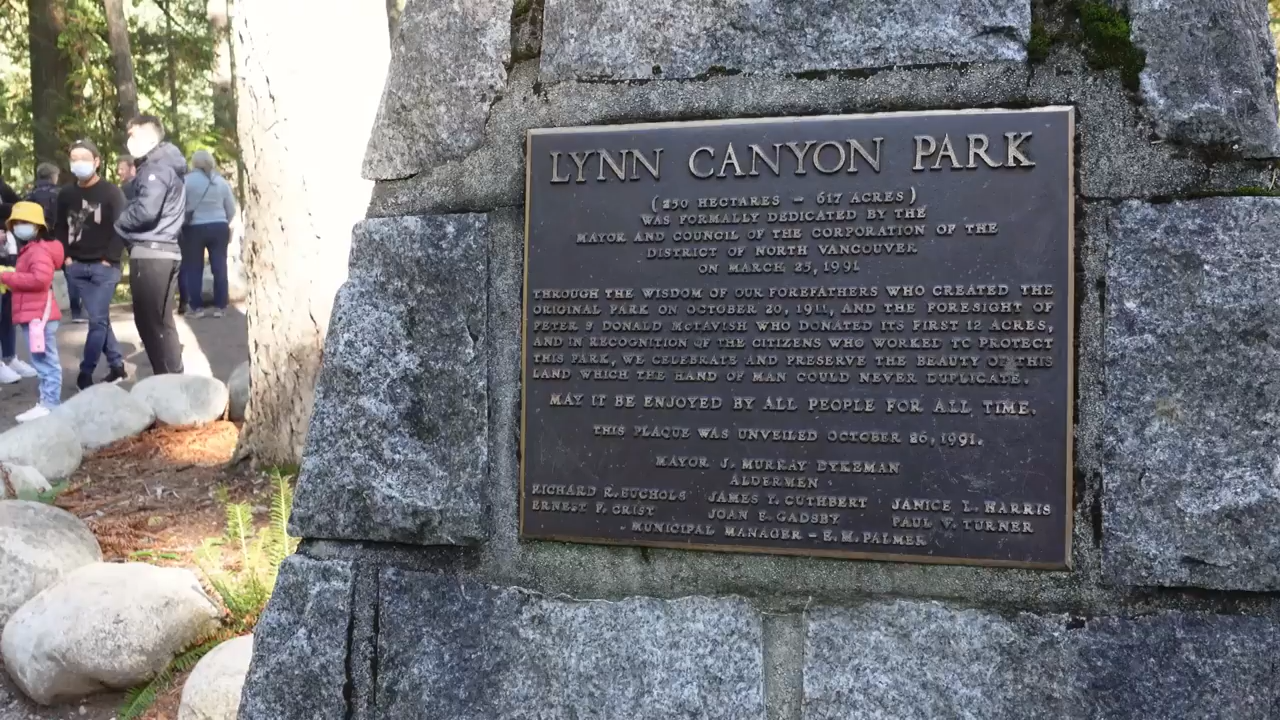 LYNN CANYON PARK
(250 HECTARES - 617 ACRES)
WAS FORMALLY DEDICATED BY THE
MAYOR AND COUNCIL OF THE CORPORATION OF THE
DISTRICT OF NORTH VANCOUVER
ON MARCH 25, 1991
THROUGH THE WISDOM OF OUR FOREFATHERS WHO CREATED THE
ORIGINAL PARK ON OCTOBER 20, 1911, AND THE FORESIGHT OF
PETER & DONALD McTAVISH WHO DONATED ITS FIRST 12 ACRES,
AND IN RECOGNITION OF THE CITIZENS WHO WORKED TO PROTECT
THIS PARK, WE CELEBRATE AND PRESERVE THE BEAUTY OF THIS
LAND WHICH THE HAND OF MAN COULD NEVER DUPLICATE.
MAY IT BE ENJOYED BY ALL PEOPLE FOR ALL TIME.
THIS PLAQUE WAS UNVEILED OCTOBER 26, 1991.
MAYOR J. MURRAY DYKEMAN
ALDERMEN
RICHARD R. BUCHOLS JAMES Y. CUTHBERT JANICE L. HARRIS
ERNEST F. CRIST JOAN E. GADSBY PAUL V. TURNER
MUNICIPAL MANAGER - E. M. PALMER